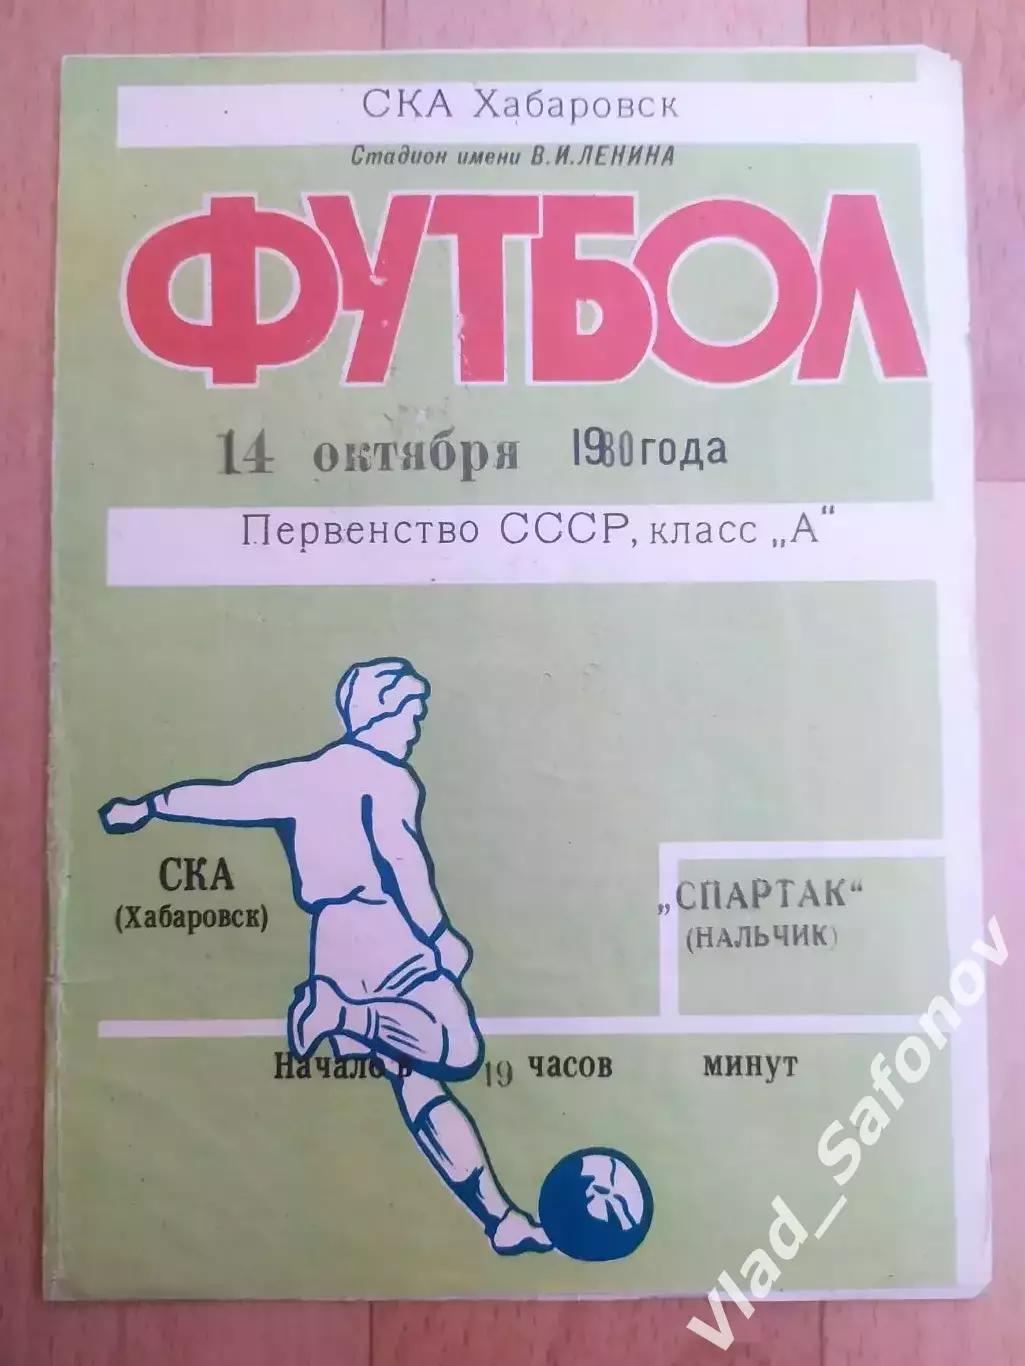 СКА Хабаровск
Стадион имени В.И.ЛЕНИНА
ФУТБОЛ
14 октября 1980 года
Первенство СССР, класс „А“
СКА
(Хабаровск)
„СПАРТАК“
(НАЛЬЧИК)
Начало в 19 часов минут
Vlad_Safonov